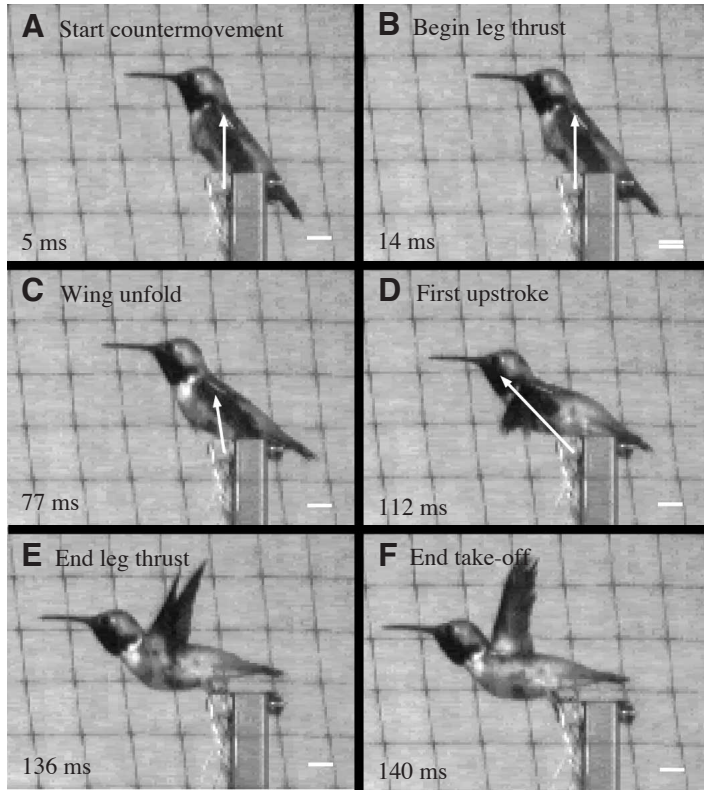 A Start countermovement
5 ms
B Begin leg thrust
14 ms
C Wing unfold
77 ms
D First upstroke
112 ms
E End leg thrust
136 ms
F End take-off
140 ms